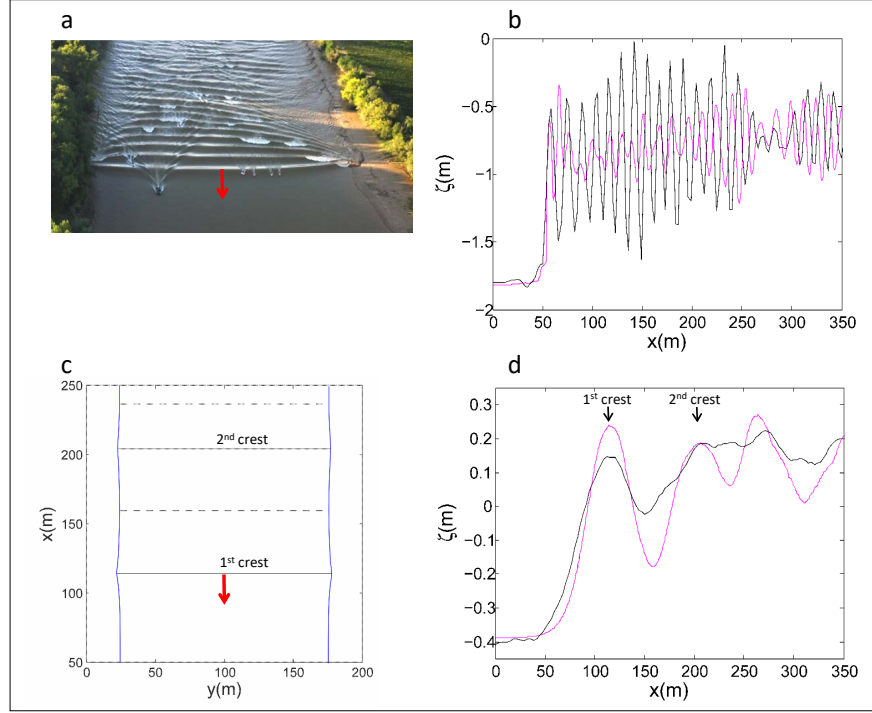 a
b
ζ(m)
0
−0.5
−1
−1.5
−2
0 50 100 150 200 250 300 350
x(m)
c
x(m)
250
200
150
100
50
2nd crest
1st crest
0 50 100 150 200
y(m)
d
1st crest 2nd crest
ζ(m)
0.3
0.2
0.1
0
−0.1
−0.2
−0.3
−0.4
0 50 100 150 200 250 300 350
x(m)